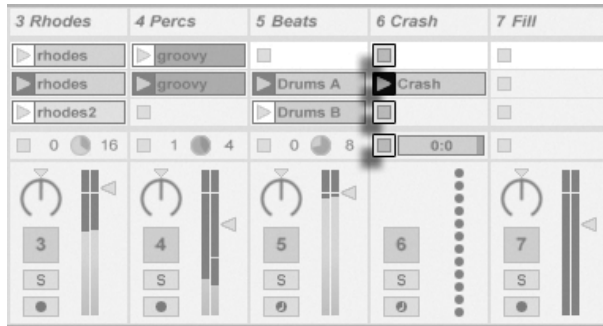 3 Rhodes 4 Percs 5 Beats 6 Crash 7 Fill
rhodes groovy
rhodes groovy Drums A Crash
rhodes2 Drums B
0 16 1 4 0 8 0:0
3 4 5 6 7
S S S S S